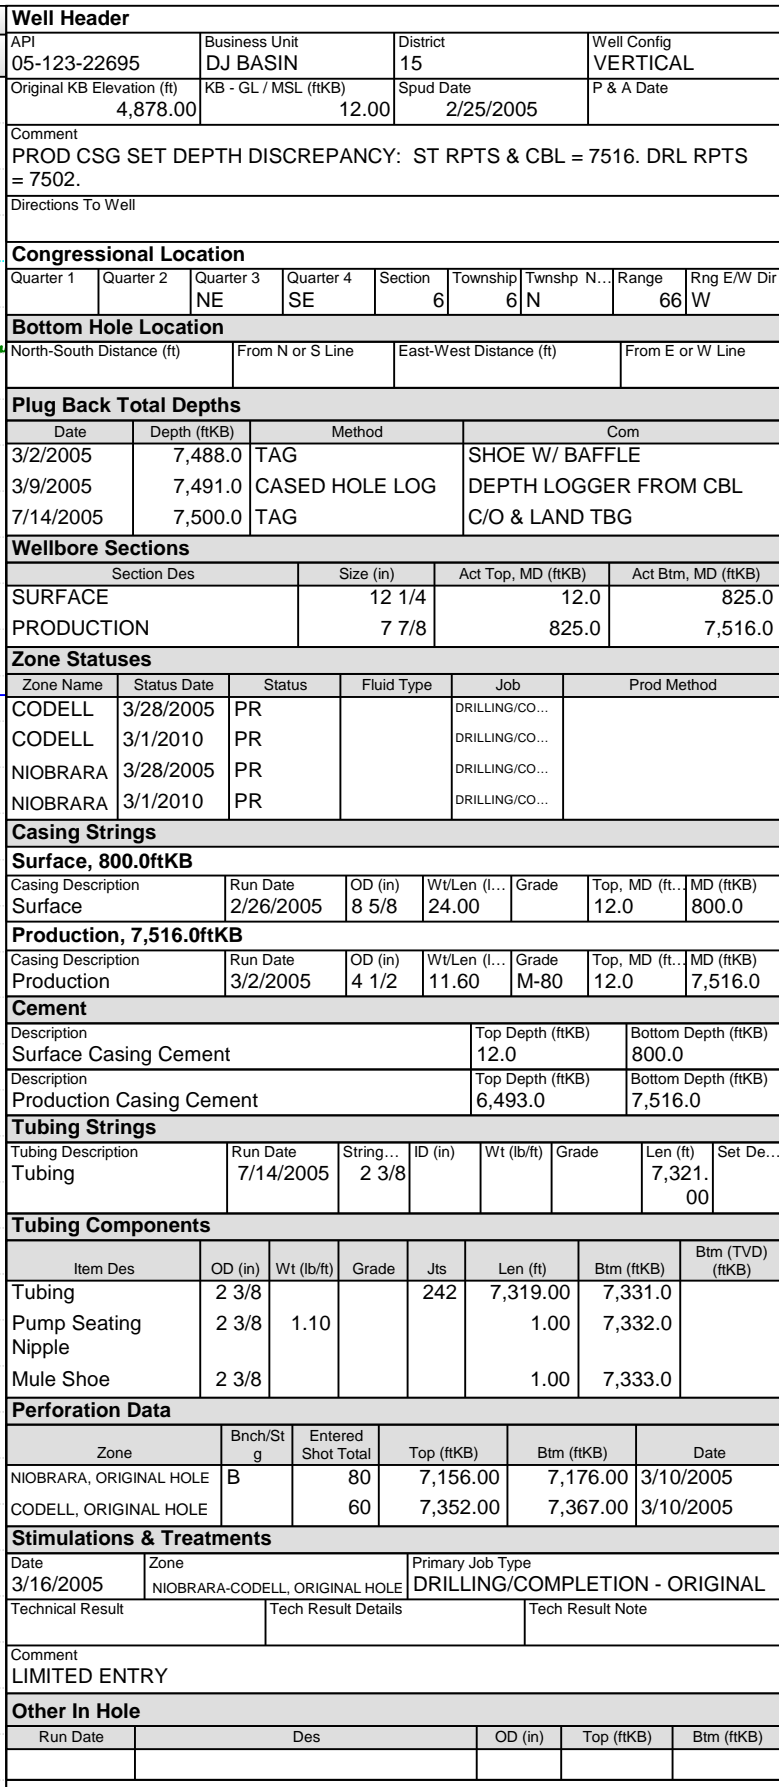 Well Header
API Business Unit District Well Config
05-123-22695 DJ BASIN 15 VERTICAL
Original KB Elevation (ft) KB - GL / MSL (ftKB) Spud Date P & A Date
4,878.00 12.00 2/25/2005
Comment
PROD CSG SET DEPTH DISCREPANCY: ST RPTS & CBL = 7516. DRL RPTS
= 7502.
Directions To Well
Congressional Location
Quarter 1 Quarter 2 Quarter 3 Quarter 4 Section Township Twnshp N... Range Rng E/W Dir
NE SE 6 6 N 66 W
Bottom Hole Location
North-South Distance (ft) From N or S Line East-West Distance (ft) From E or W Line
Plug Back Total Depths
Date Depth (ftKB) Method Com
3/2/2005 7,488.0 TAG SHOE W/ BAFFLE
3/9/2005 7,491.0 CASED HOLE LOG DEPTH LOGGER FROM CBL
7/14/2005 7,500.0 TAG C/O & LAND TBG
Wellbore Sections
Section Des Size (in) Act Top, MD (ftKB) Act Btm, MD (ftKB)
SURFACE 12 1/4 12.0 825.0
PRODUCTION 7 7/8 825.0 7,516.0
Zone Statuses
Zone Name Status Date Status Fluid Type Job Prod Method
CODELL 3/28/2005 PR DRILLING/CO...
CODELL 3/1/2010 PR DRILLING/CO...
NIOBRARA 3/28/2005 PR DRILLING/CO...
NIOBRARA 3/1/2010 PR DRILLING/CO...
Casing Strings
Surface, 800.0ftKB
Casing Description Run Date OD (in) Wt/Len (l... Grade Top, MD (ft... MD (ftKB)
Surface 2/26/2005 8 5/8 24.00 12.0 800.0
Production, 7,516.0ftKB
Casing Description Run Date OD (in) Wt/Len (l... Grade Top, MD (ft... MD (ftKB)
Production 3/2/2005 4 1/2 11.60 M-80 12.0 7,516.0
Cement
Description Top Depth (ftKB) Bottom Depth (ftKB)
Surface Casing Cement 12.0 800.0
Description Top Depth (ftKB) Bottom Depth (ftKB)
Production Casing Cement 6,493.0 7,516.0
Tubing Strings
Tubing Description Run Date String... ID (in) Wt (lb/ft) Grade Len (ft) Set De...
Tubing 7/14/2005 2 3/8 7,321.
00
Tubing Components
Btm (TVD)
Item Des OD (in) Wt (lb/ft) Grade Jts Len (ft) Btm (ftKB) (ftKB)
Tubing 2 3/8 242 7,319.00 7,331.0
Pump Seating 2 3/8 1.10 1.00 7,332.0
Nipple
Mule Shoe 2 3/8 1.00 7,333.0
Perforation Data
Bnch/St Entered
Zone g Shot Total Top (ftKB) Btm (ftKB) Date
NIOBRARA, ORIGINAL HOLE B 80 7,156.00 7,176.00 3/10/2005
CODELL, ORIGINAL HOLE 60 7,352.00 7,367.00 3/10/2005
Stimulations & Treatments
Date Zone Primary Job Type
3/16/2005 NIOBRARA-CODELL, ORIGINAL HOLE DRILLING/COMPLETION - ORIGINAL
Technical Result Tech Result Details Tech Result Note
Comment
LIMITED ENTRY
Other In Hole
Run Date Des OD (in) Top (ftKB) Btm (ftKB)